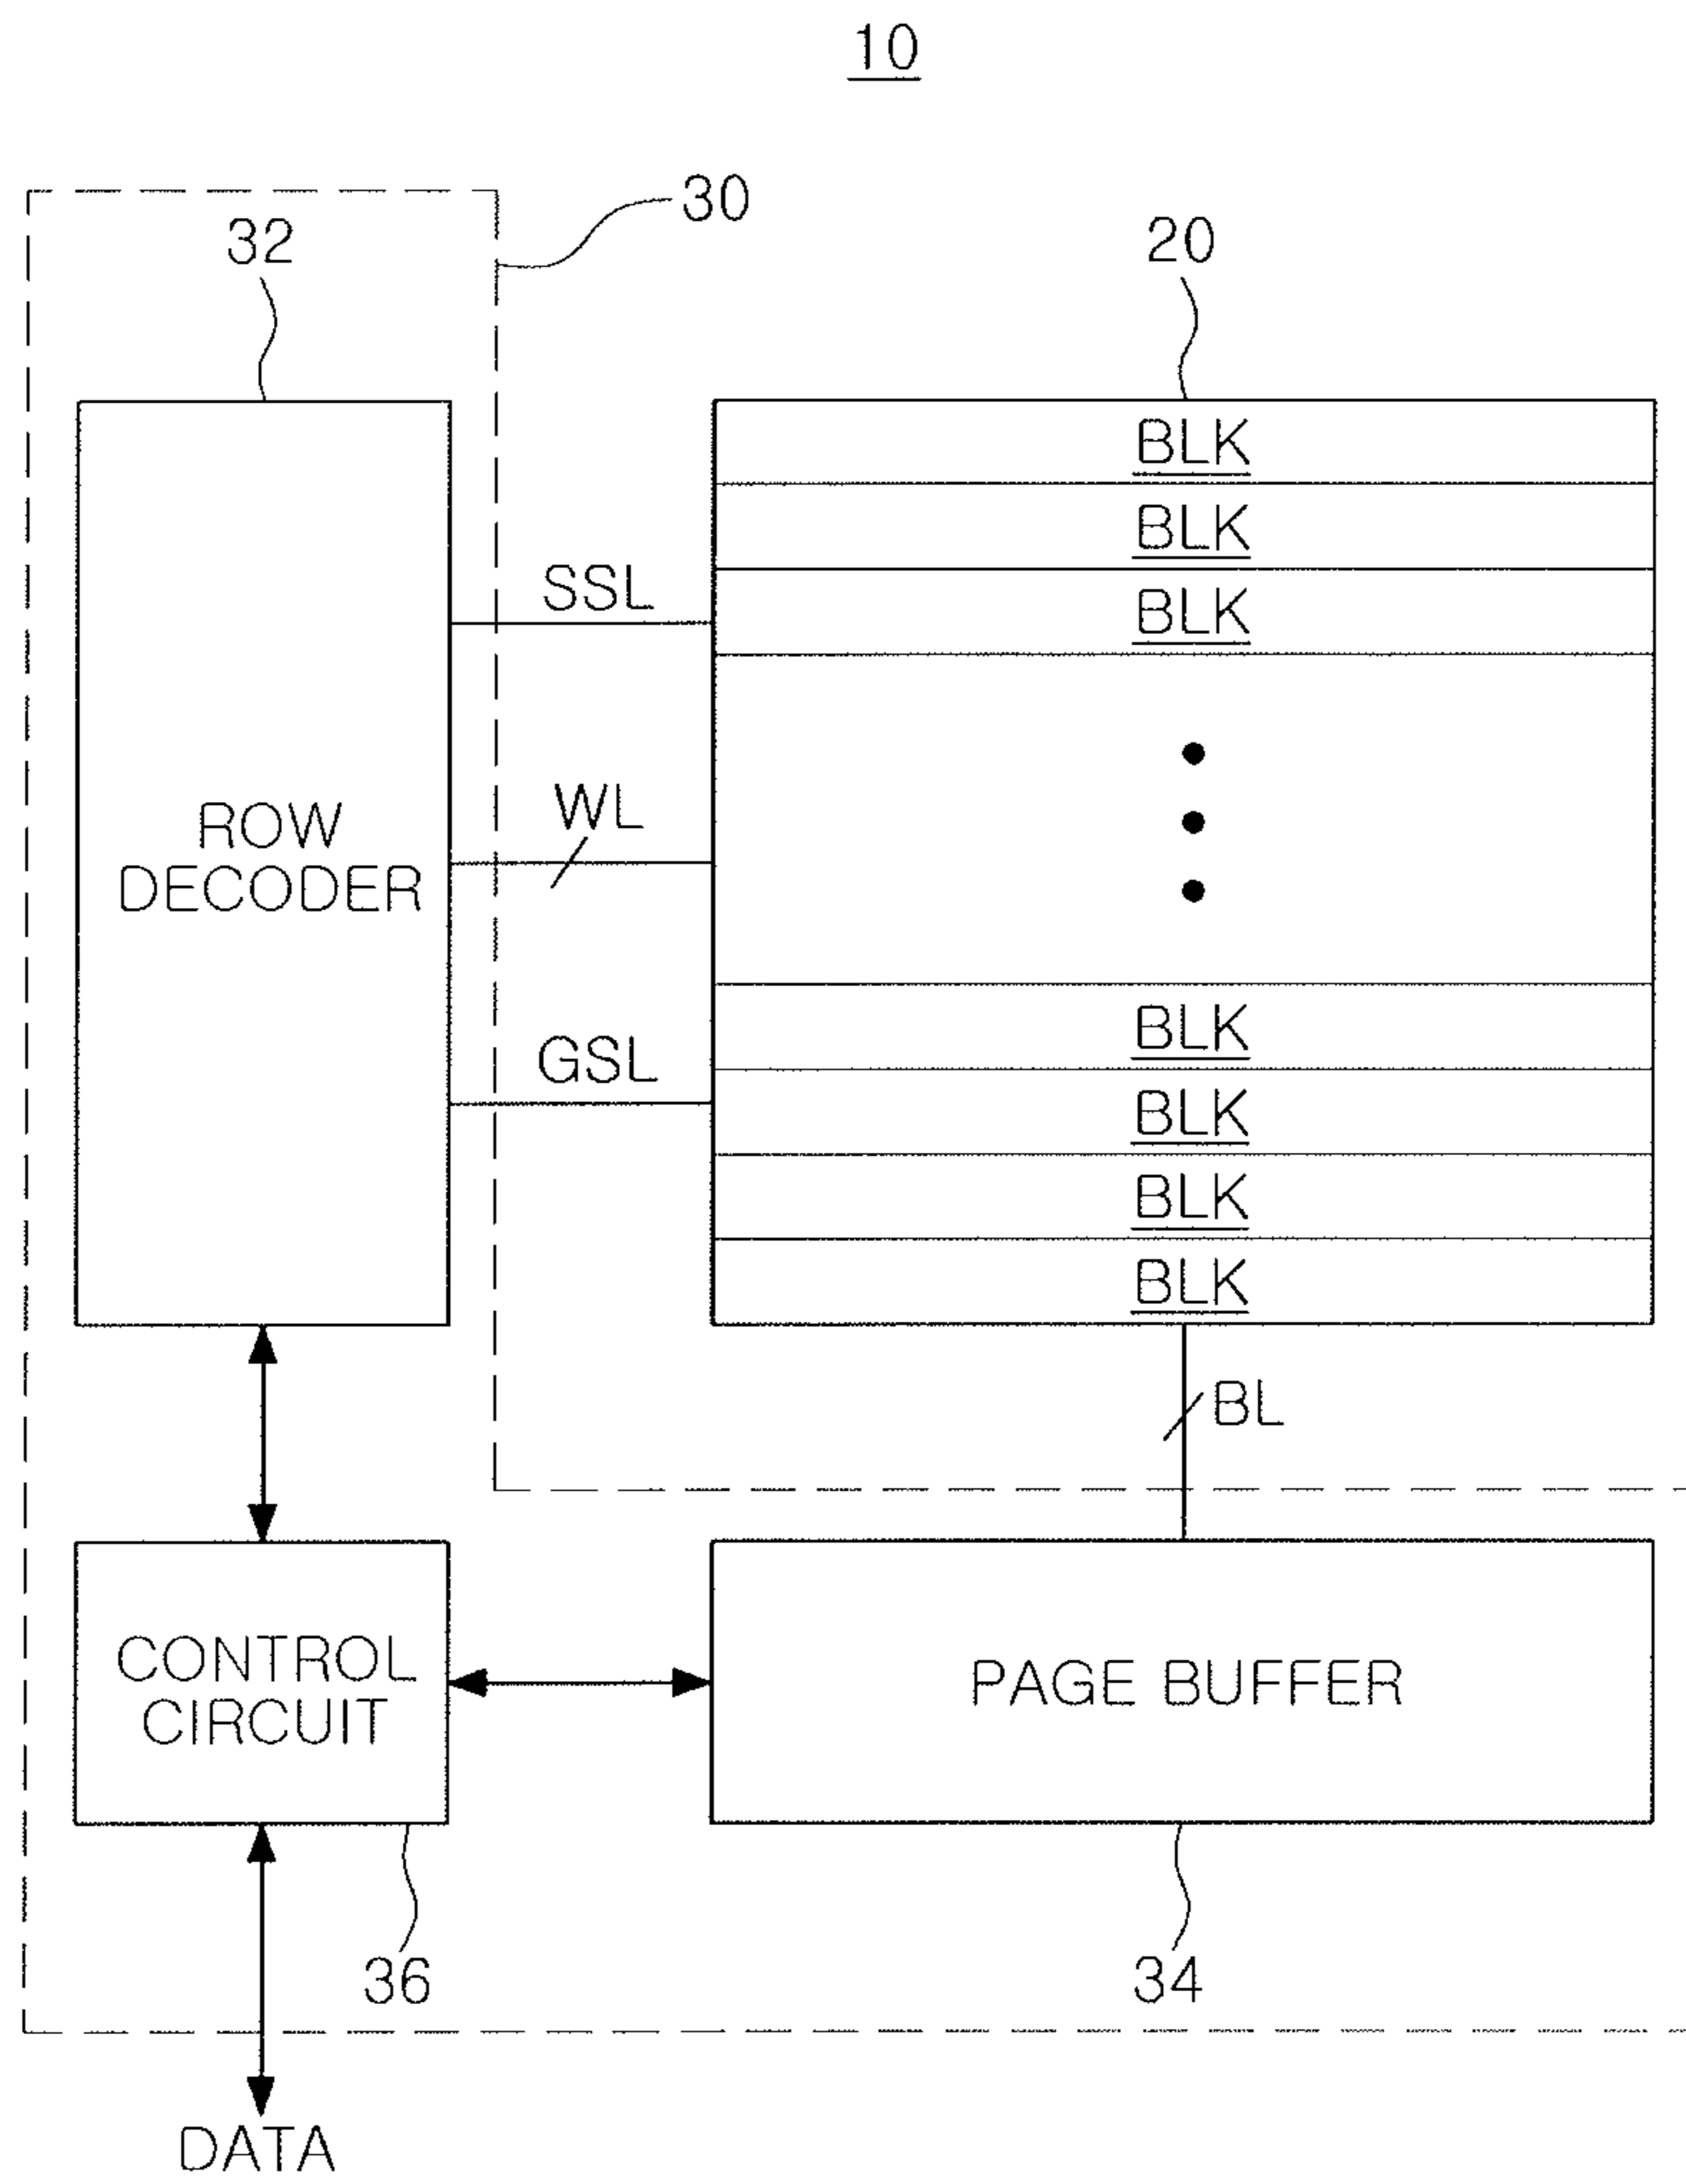 10
30
32
20
BLK
BLK
SSL
BLK
WL
ROW
DECODER
BLK
GSL
BLK
BLK
BLK
BL
CONTROL
CIRCUIT
PAGE BUFFER
36
34
DATA